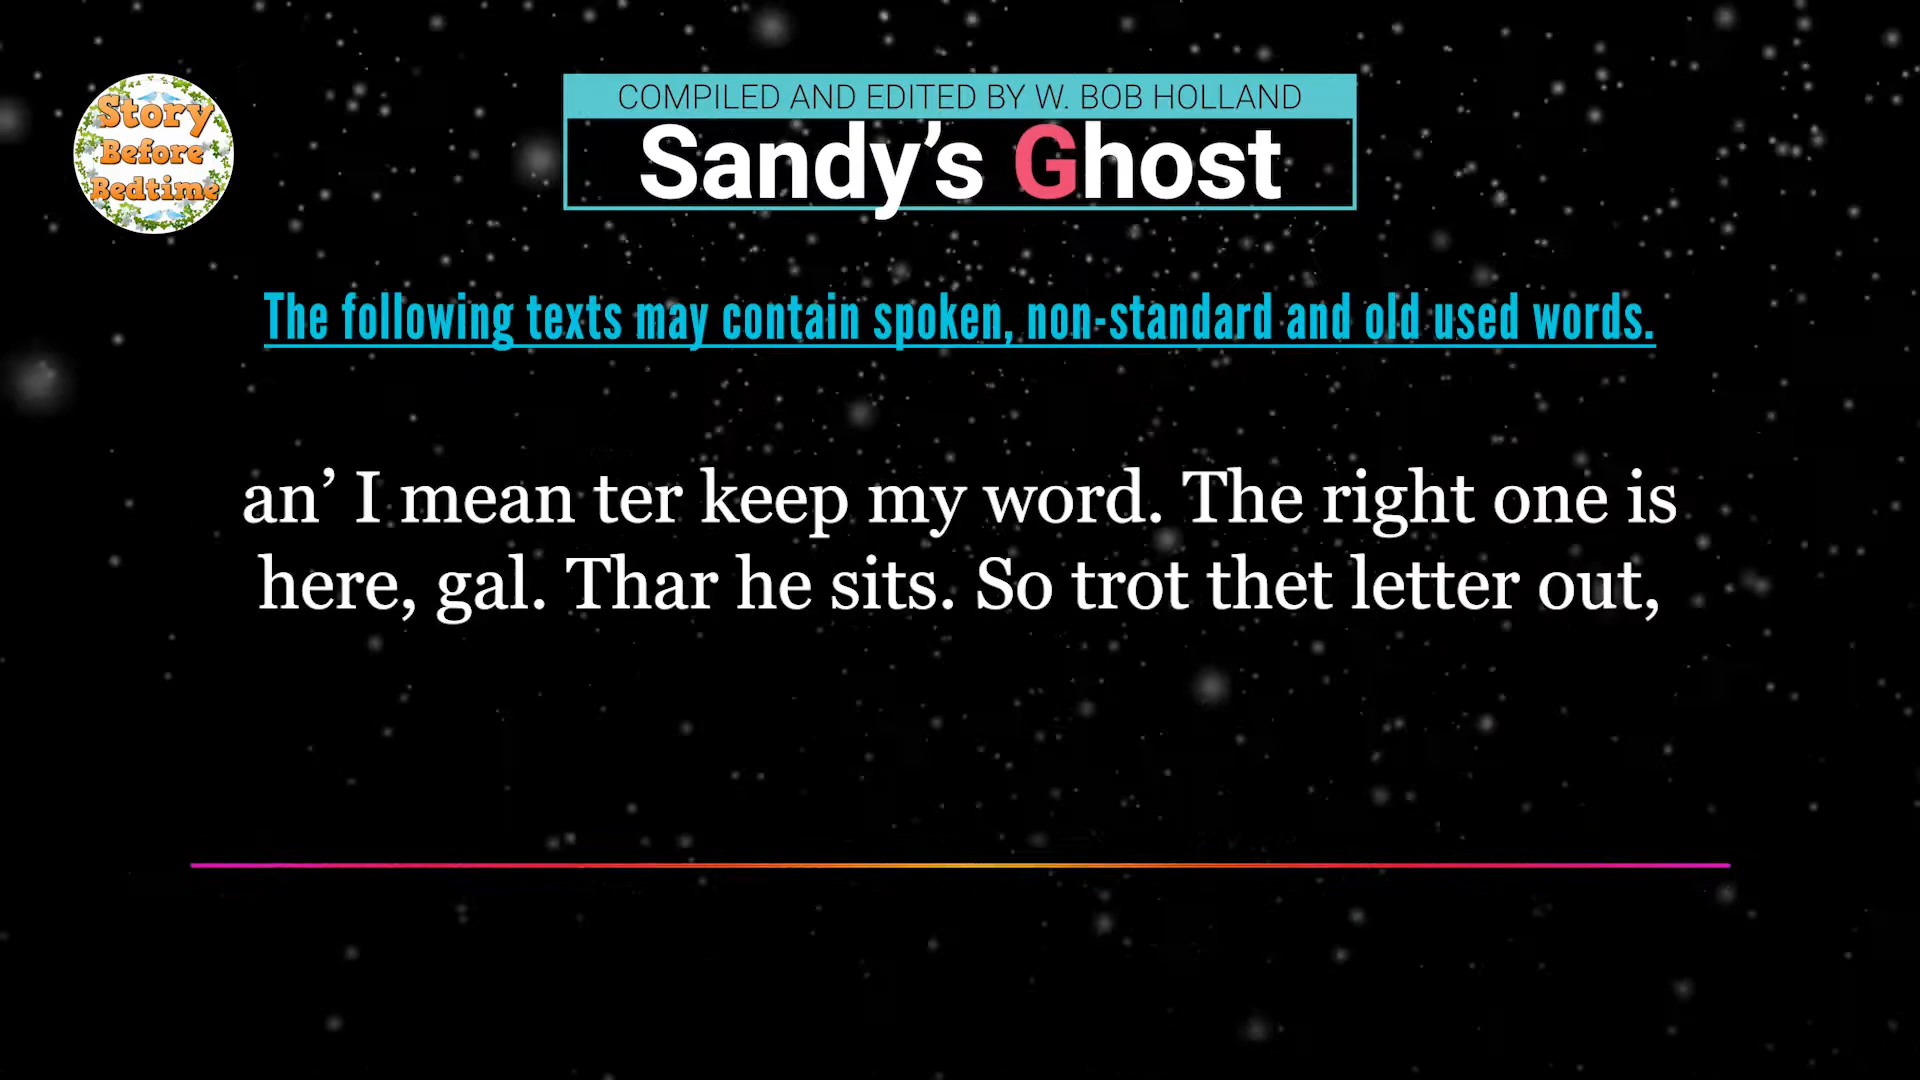 Story
Before
Bedtime
COMPILED AND EDITED BY W. BOB HOLLAND
Sandy’s Ghost
The following texts may contain spoken, non-standard and old used words.
an’ I mean ter keep my word. The right one is
here, gal. Thar he sits. So trot thet letter out,